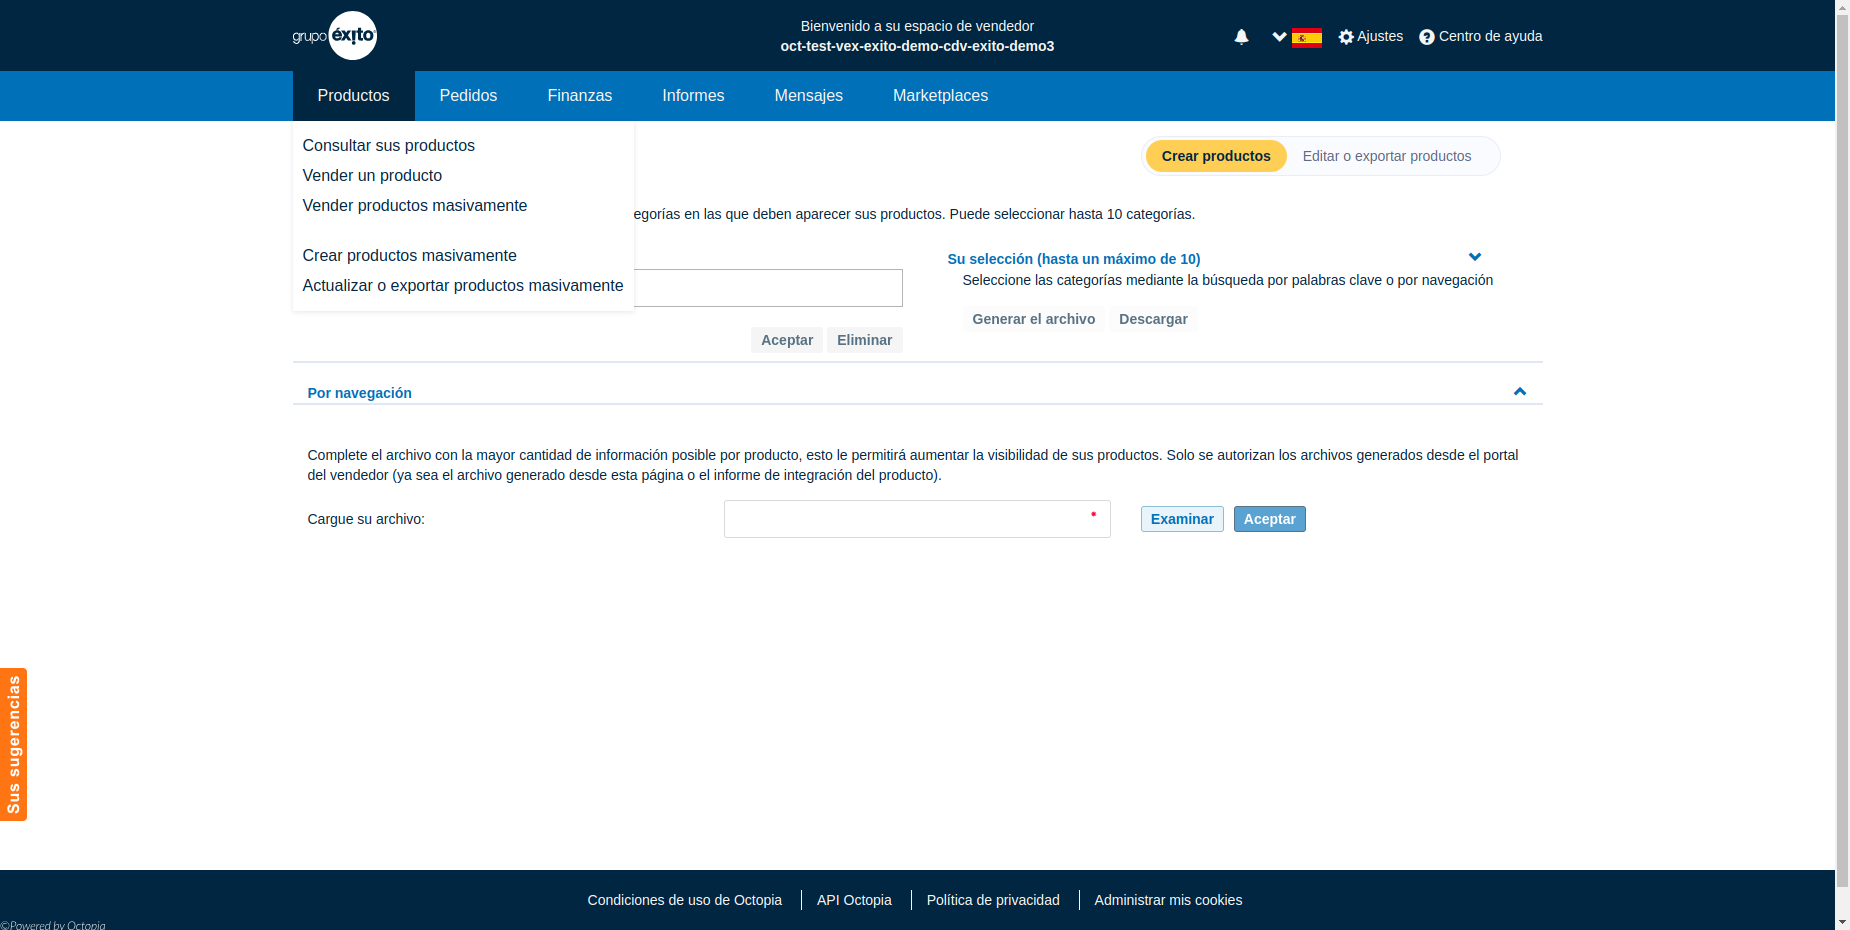 grupo éxito
Bienvenido a su espacio de vendedor
oct-test-vex-exito-demo-cdv-exito-demo3
Ajustes
Centro de ayuda
Productos
Pedidos
Finanzas
Informes
Mensajes
Marketplaces
Consultar sus productos
Vender un producto
Vender productos masivamente
Crear productos masivamente
Actualizar o exportar productos masivamente
Crear productos
Editar o exportar productos
egorías en las que deben aparecer sus productos. Puede seleccionar hasta 10 categorías.
Su selección (hasta un máximo de 10)
Seleccione las categorías mediante la búsqueda por palabras clave o por navegación
Generar el archivo
Descargar
Aceptar
Eliminar
Por navegación
Complete el archivo con la mayor cantidad de información posible por producto, esto le permitirá aumentar la visibilidad de sus productos. Solo se autorizan los archivos generados desde el portal
del vendedor (ya sea el archivo generado desde esta página o el informe de integración del producto).
Cargue su archivo:
*
Examinar
Aceptar
Sus sugerencias
Condiciones de uso de Octopia
API Octopia
Política de privacidad
Administrar mis cookies
©Powered by Octopia